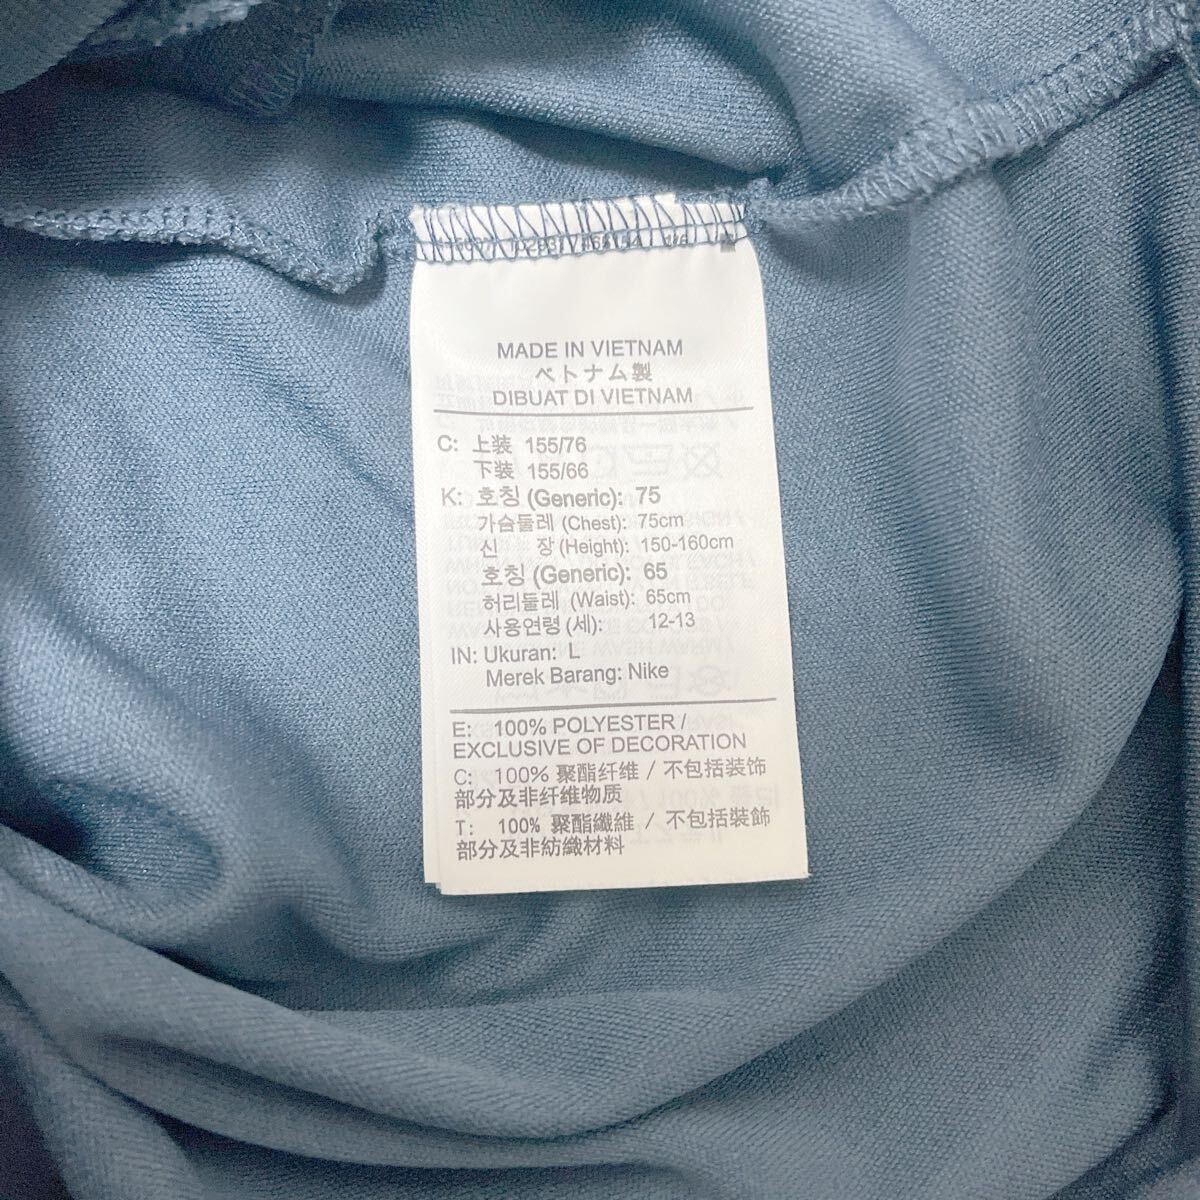 MADE IN VIETNAM
ベトナム製
DIBUAT DI VIETNAM
C: 上装 155/76
下装 155/66
K: 호칭 (Generic): 75
가슴둘레 (Chest): 75cm
신 장 (Height): 150-160cm
호칭 (Generic): 65
허리둘레 (Waist): 65cm
사용연령 (세): 12-13
IN: Ukuran: L
Merek Barang: Nike
E: 100% POLYESTER /
EXCLUSIVE OF DECORATION
C: 100% 聚酯纤维 / 不包括装饰
部分及非纤维物质
T: 100% 聚酯纖維 / 不包括裝飾
部分及非紡織材料